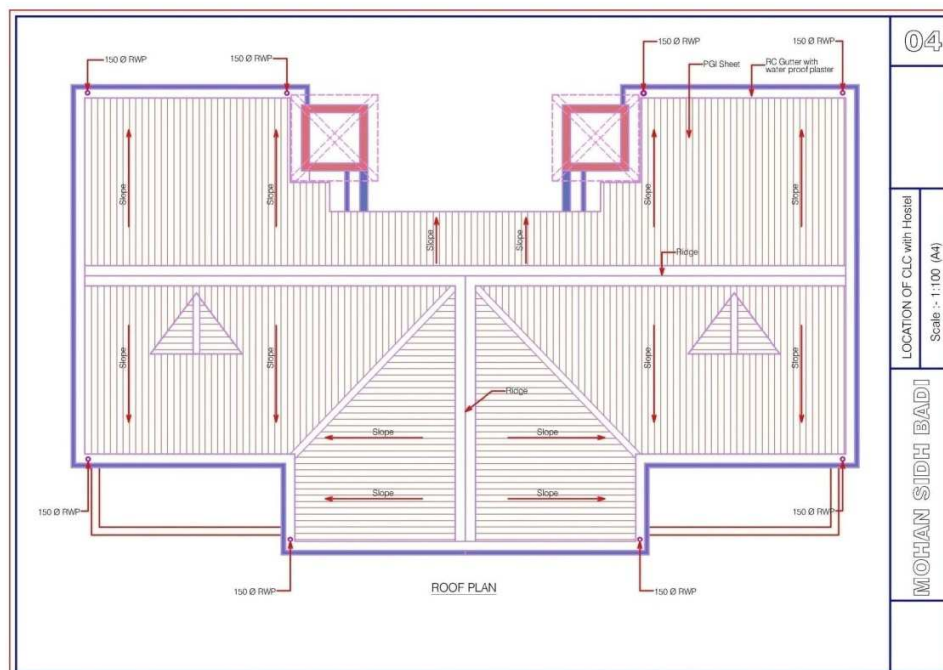 150 Ø RWP
150 Ø RWP
150 Ø RWP
150 Ø RWP
PGI Sheet
RC Gutter with
water proof plaster
Slope
Slope
Slope
Slope
Slope
Slope
Ridge
Slope
Slope
Slope
Slope
Ridge
Slope
Slope
Slope
Slope
150 Ø RWP
150 Ø RWP
150 Ø RWP
150 Ø RWP
ROOF PLAN
04
LOCATION OF CLC with Hostel
Scale :- 1:100 (A4)
MOHAN SIDH BADI